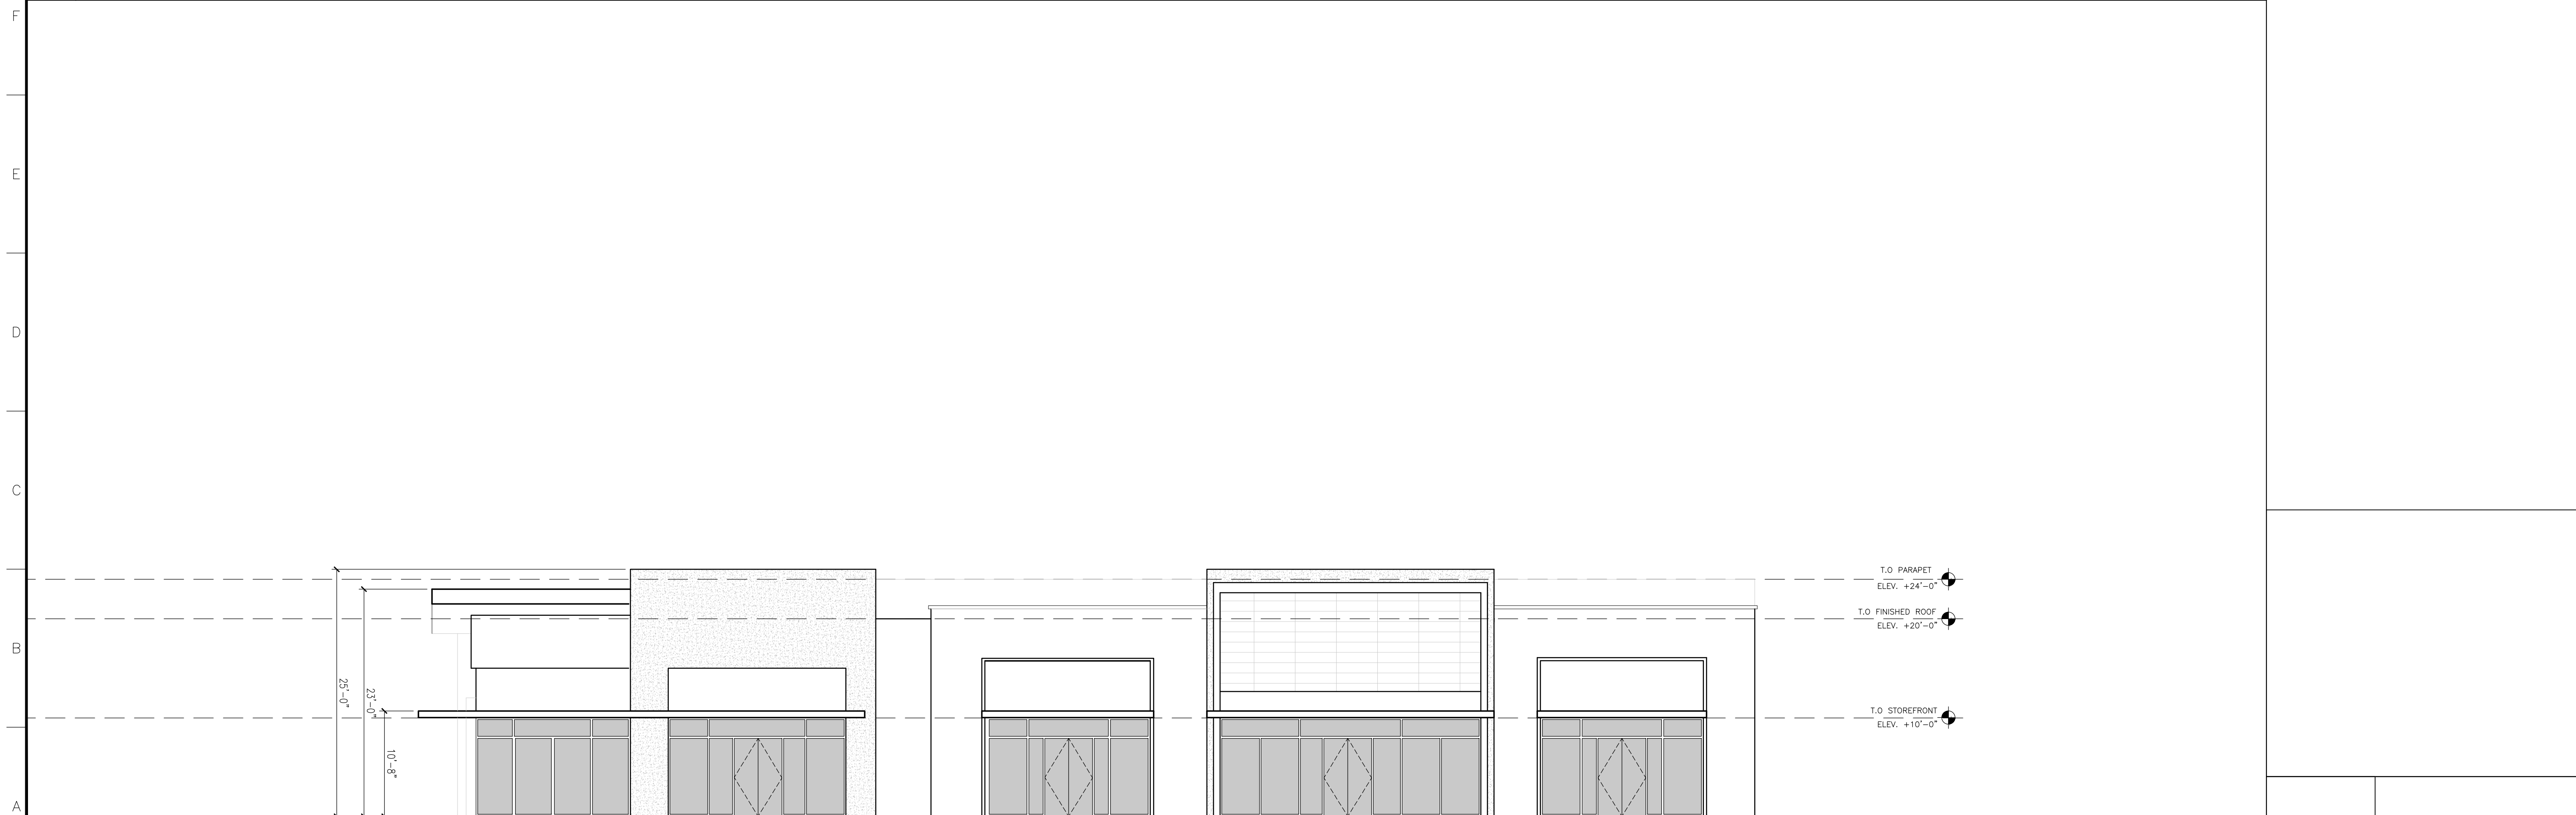 F
E
D
C
B
A
T.O PARAPET
ELEV. +24'-0"
T.O FINISHED ROOF
ELEV. +20'-0"
T.O STOREFRONT
ELEV. +10'-0"
25'-0"
23'-0"
10'-8"